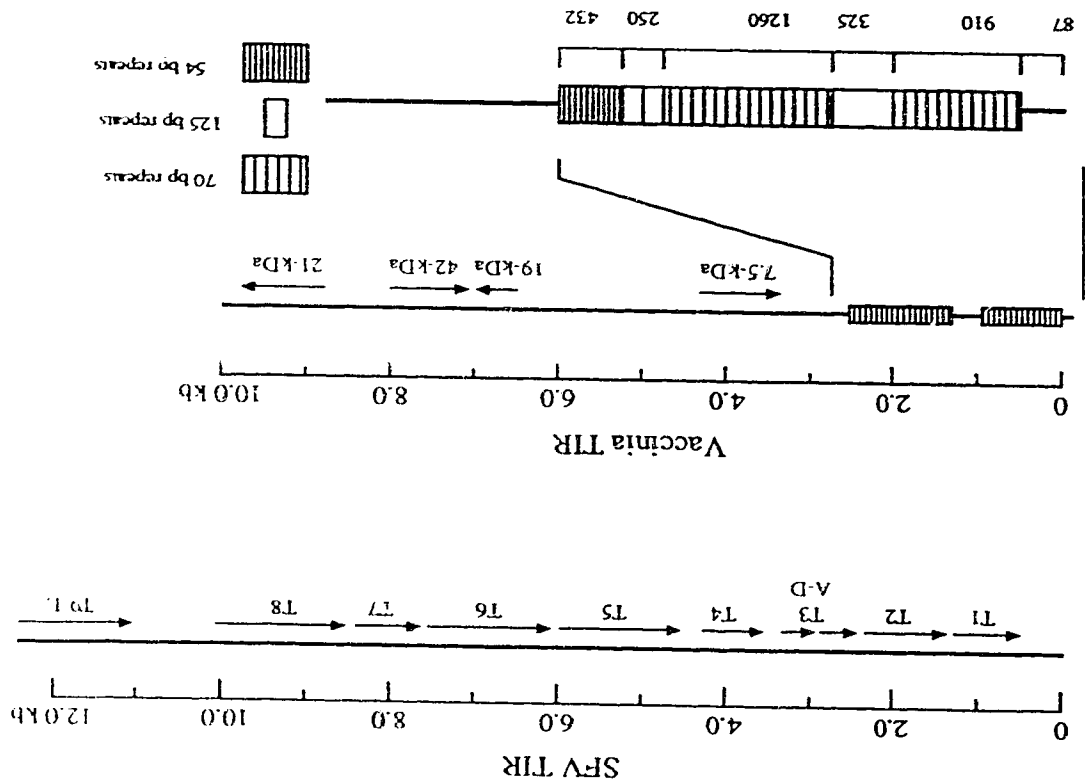 SFV TIR
0 2.0 4.0 6.0 8.0 10.0 12.0 kb
T1 T2 T3 T4 T5 T6 T7 T8 T9
A-D
Vaccinia TIR
0 2.0 4.0 6.0 8.0 10.0 kb
7.5-kDa 19-kDa 42-kDa 21-kDa
70 bp repeats
125 bp repeats
54 bp repeats
87 910 325 1260 250 432